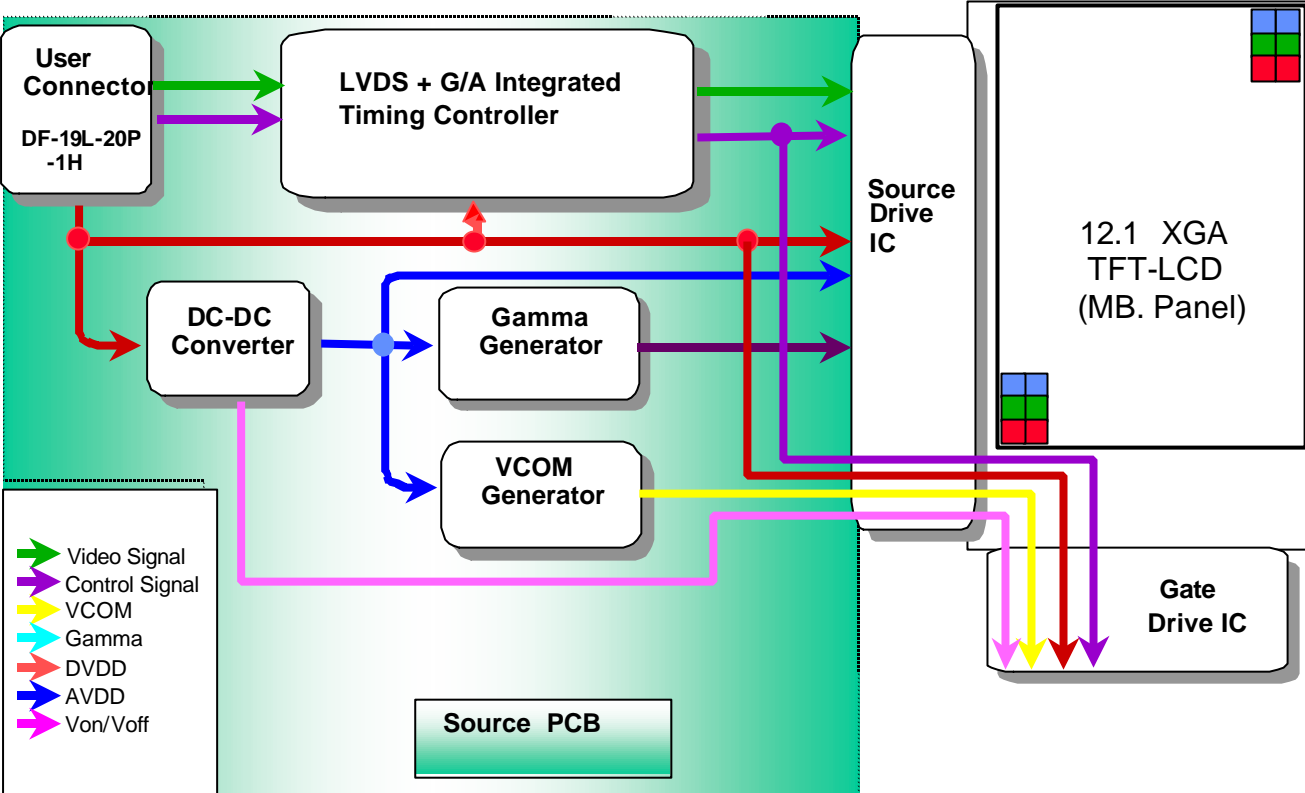 User
Connector
DF-19L-20P
-1H
LVDS + G/A Integrated
Timing Controller
Source
Drive
IC
12.1 XGA
TFT-LCD
(MB. Panel)
DC-DC
Converter
Gamma
Generator
VCOM
Generator
Video Signal
Control Signal
VCOM
Gamma
DVDD
AVDD
Von/Voff
Source PCB
Gate
Drive IC